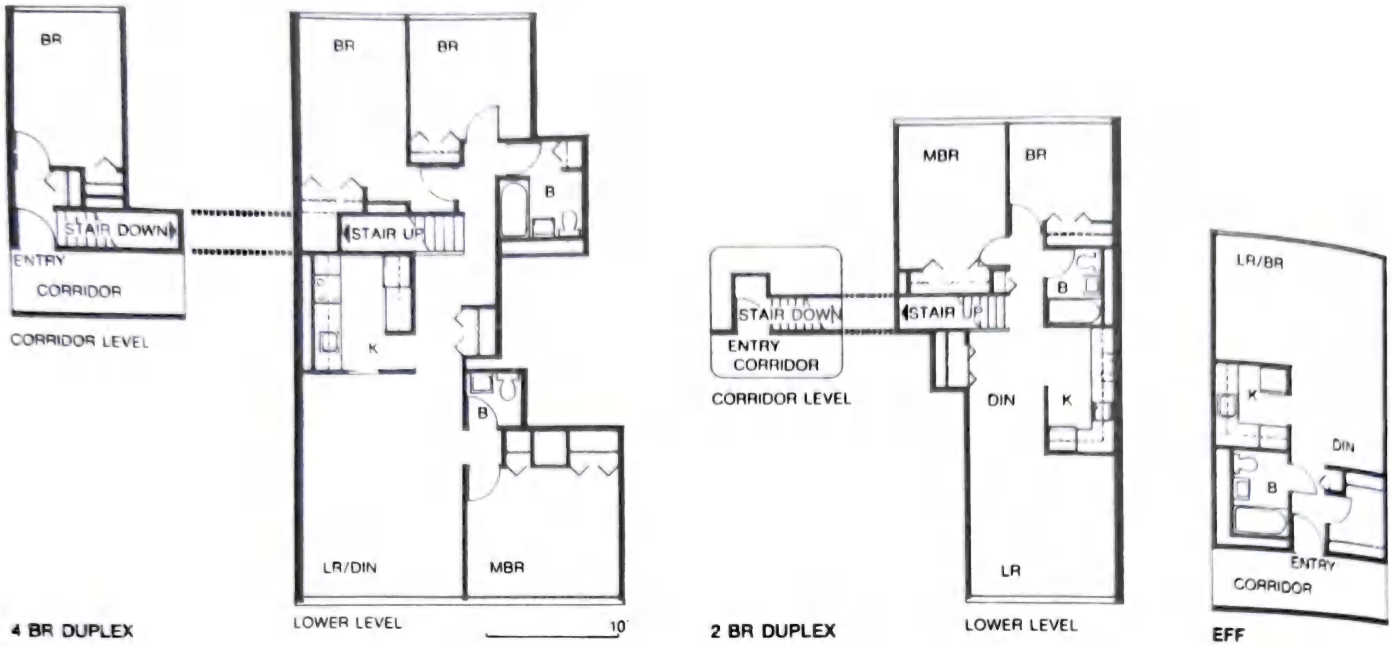 BR
STAIR DOWN
ENTRY
CORRIDOR
CORRIDOR LEVEL
BR
BR
B
STAIR UP
K
B
LR/DIN
MBR
LOWER LEVEL
10'
4 BR DUPLEX
STAIR DOWN
ENTRY
CORRIDOR
CORRIDOR LEVEL
MBR
BR
B
STAIR UP
DIN
K
LR
LOWER LEVEL
2 BR DUPLEX
LR/BR
K
DIN
B
ENTRY
CORRIDOR
EFF